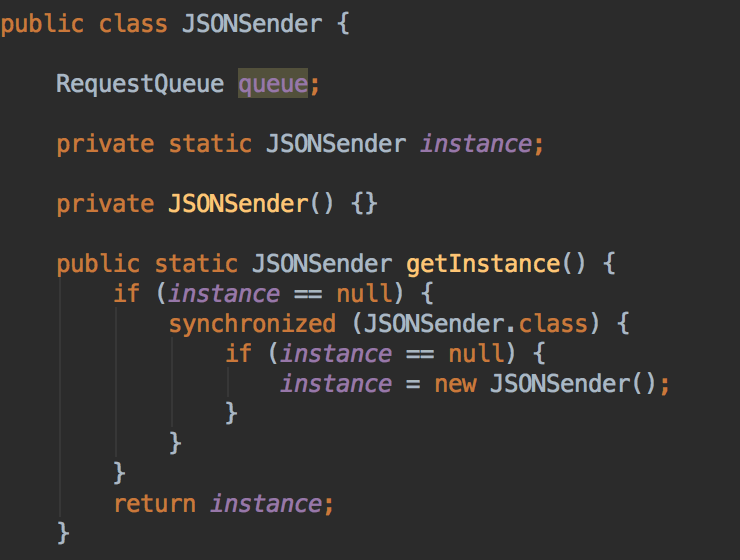 public class JSONSender {
RequestQueue queue;
private static JSONSender instance;
private JSONSender() {}
public static JSONSender getInstance() {
if (instance == null) {
synchronized (JSONSender.class) {
if (instance == null) {
instance = new JSONSender();
}
}
}
return instance;
}